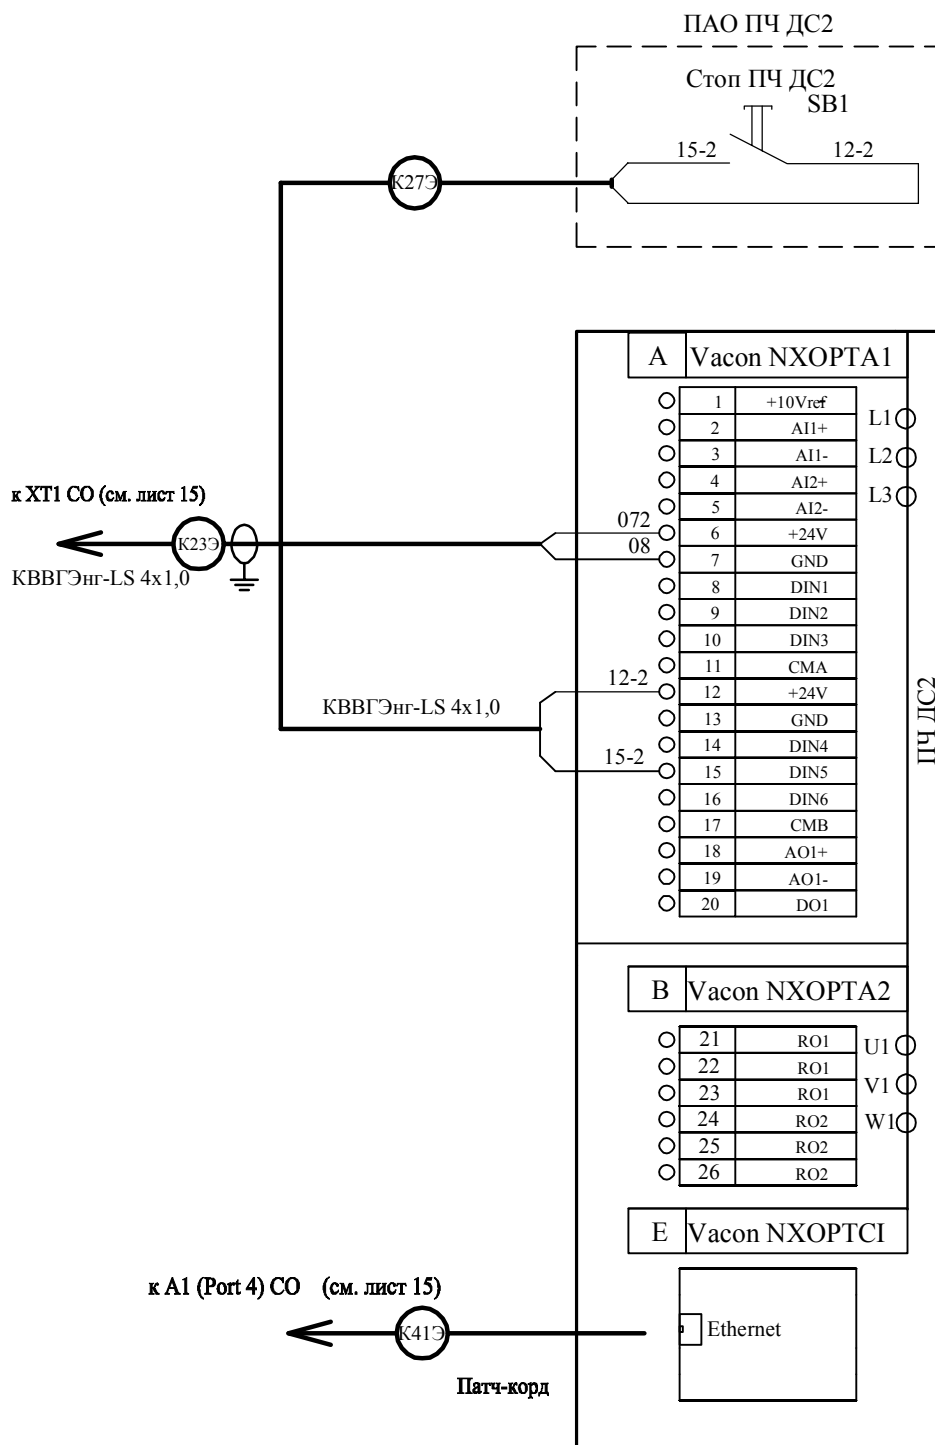 ПАО ПЧ ДС2
Стоп ПЧ ДС2
SB1
15-2
12-2
К27Э
A Vacon NXOPTA1
1 +10Vref
2 AI1+
3 AI1-
4 AI2+
5 AI2-
6 +24V
7 GND
8 DIN1
9 DIN2
10 DIN3
11 CMA
12 +24V
13 GND
14 DIN4
15 DIN5
16 DIN6
17 CMB
18 AO1+
19 AO1-
20 DO1
L1
L2
L3
к XT1 СО (см. лист 15)
К23Э
КВВГЭнг-LS 4x1,0
072
08
12-2
КВВГЭнг-LS 4x1,0
15-2
ПЧ ДС2
B Vacon NXOPTA2
21 RO1
22 RO1
23 RO1
24 RO2
25 RO2
26 RO2
U1
V1
W1
E Vacon NXOPTCI
к A1 (Port 4) СО (см. лист 15)
К41Э
Ethernet
Патч-корд